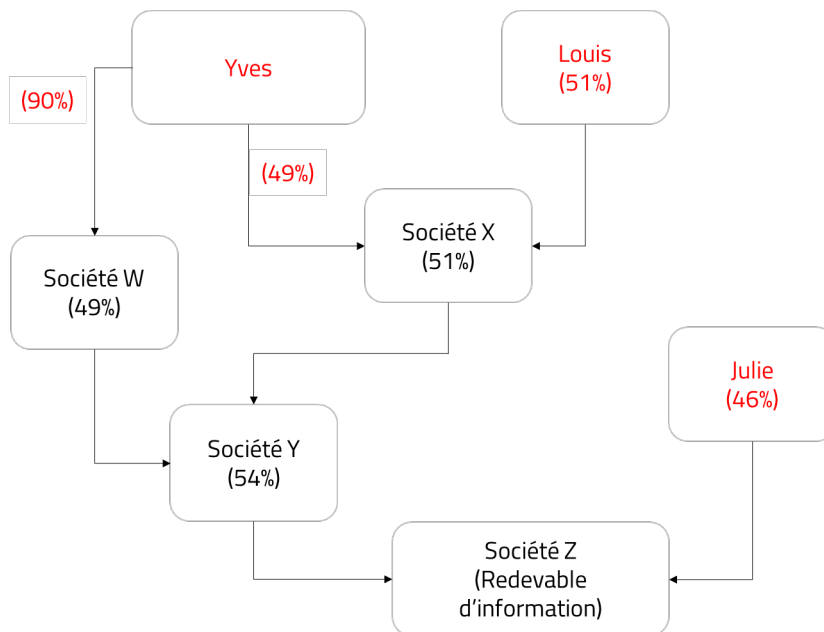 Yves
Louis
(51%)
(90%)
(49%)
Société X
(51%)
Société W
(49%)
Julie
(46%)
Société Y
(54%)
Société Z
(Redevable
d'information)